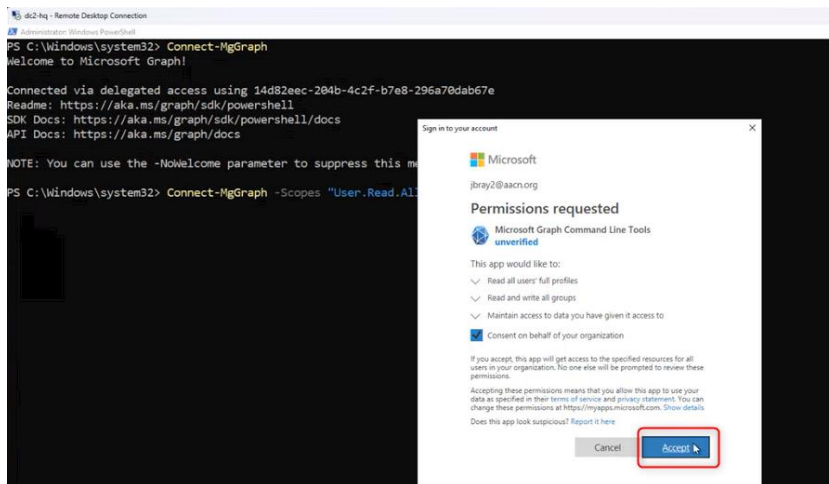 dc2-hq - Remote Desktop Connection
Administrator: Windows PowerShell
PS C:\Windows\system32> Connect-MgGraph
Welcome to Microsoft Graph!
Connected via delegated access using 14d82eec-204b-4c2f-b7e8-296a70dab67e
Readme: https://aka.ms/graph/sdk/powershell
SDK Docs: https://aka.ms/graph/sdk/powershell/docs
API Docs: https://aka.ms/graph/docs
NOTE: You can use the -NoWelcome parameter to suppress this me
PS C:\Windows\system32> Connect-MgGraph -Scopes "User.Read.All
Sign in to your account
Microsoft
jbray2@aacn.org
Permissions requested
Microsoft Graph Command Line Tools
unverified
This app would like to:
Read all users' full profiles
Read and write all groups
Maintain access to data you have given it access to
Consent on behalf of your organization
If you accept, this app will get access to the specified resources for all
users in your organization. No one else will be prompted to review these
permissions.
Accepting these permissions means that you allow this app to use your
data as specified in their terms of service and privacy statement. You can
change these permissions at https://myapps.microsoft.com. Show details
Does this app look suspicious? Report it here
Cancel
Accept